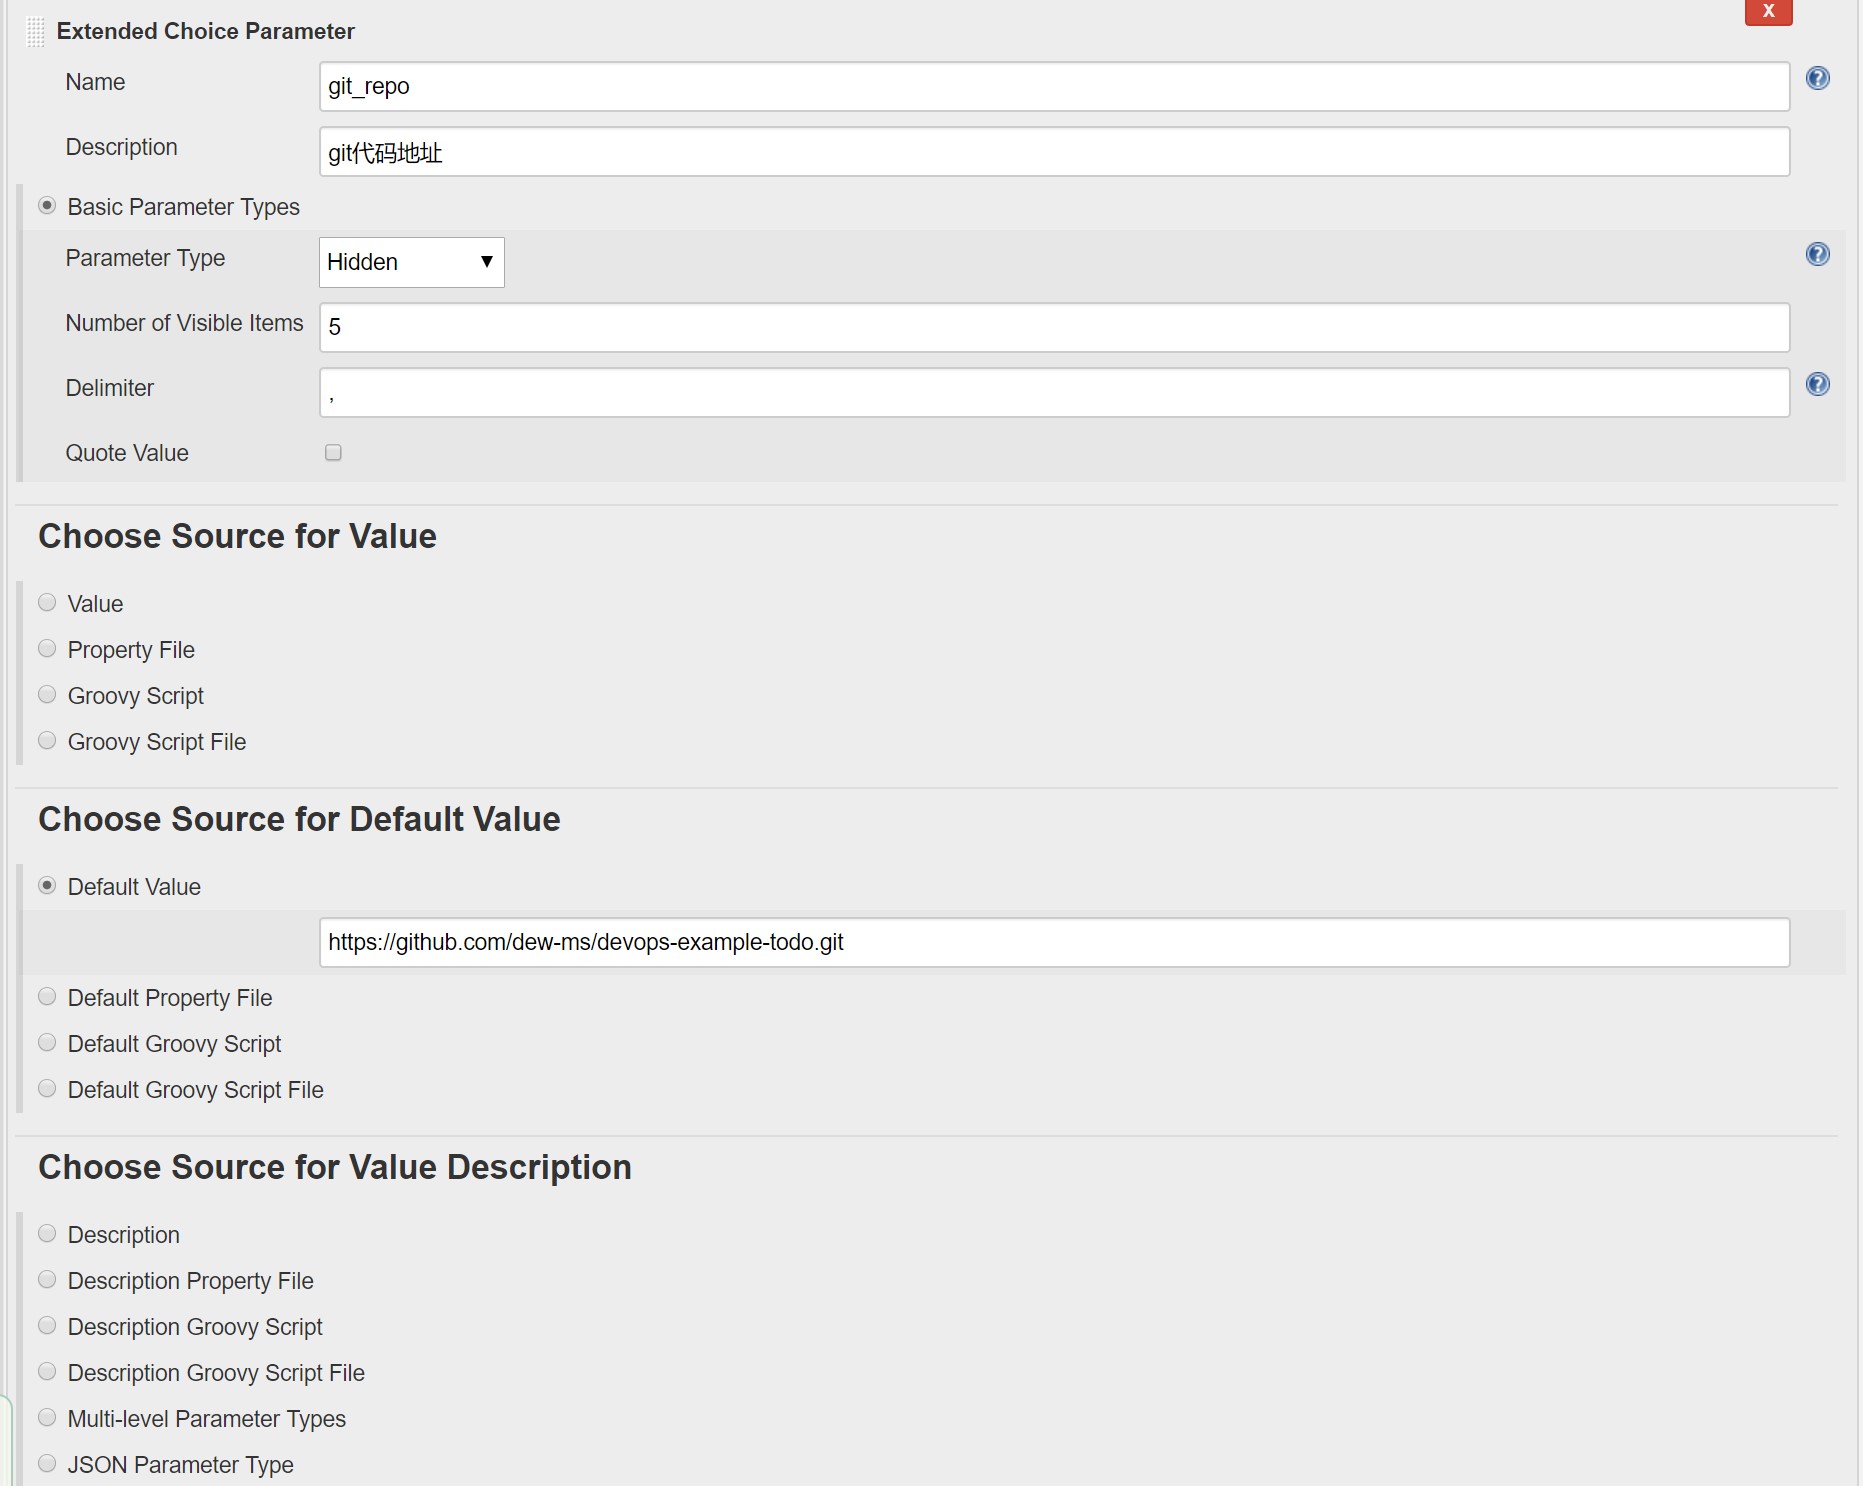 X
Extended Choice Parameter
Name
git_repo
Description
git代码地址
Basic Parameter Types
Parameter Type
Hidden
Number of Visible Items
5
Delimiter
,
Quote Value
Choose Source for Value
Value
Property File
Groovy Script
Groovy Script File
Choose Source for Default Value
Default Value
https://github.com/dew-ms/devops-example-todo.git
Default Property File
Default Groovy Script
Default Groovy Script File
Choose Source for Value Description
Description
Description Property File
Description Groovy Script
Description Groovy Script File
Multi-level Parameter Types
JSON Parameter Type